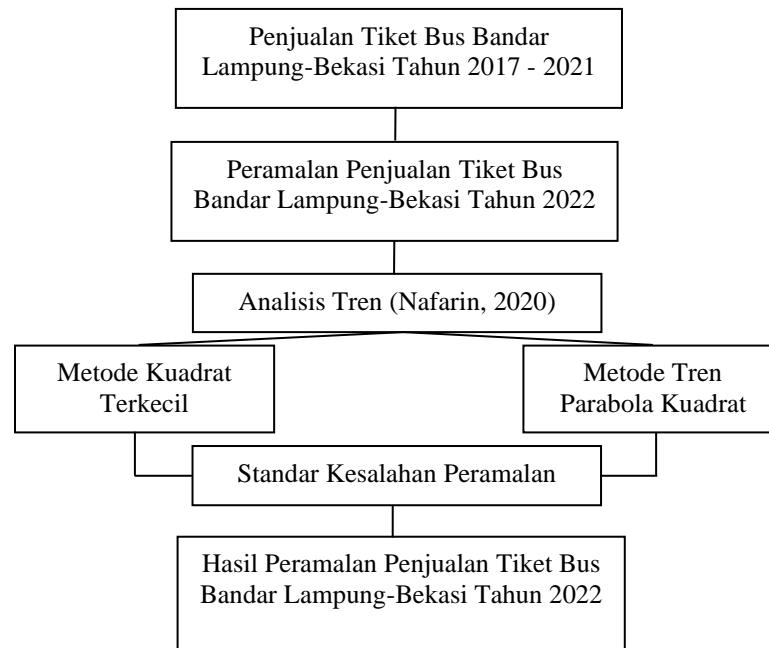 Penjualan Tiket Bus Bandar
Lampung-Bekasi Tahun 2017 - 2021
Peramalan Penjualan Tiket Bus
Bandar Lampung-Bekasi Tahun 2022
Analisis Tren (Nafarin, 2020)
Metode Kuadrat
Terkecil
Metode Tren
Parabola Kuadrat
Standar Kesalahan Peramalan
Hasil Peramalan Penjualan Tiket Bus
Bandar Lampung-Bekasi Tahun 2022